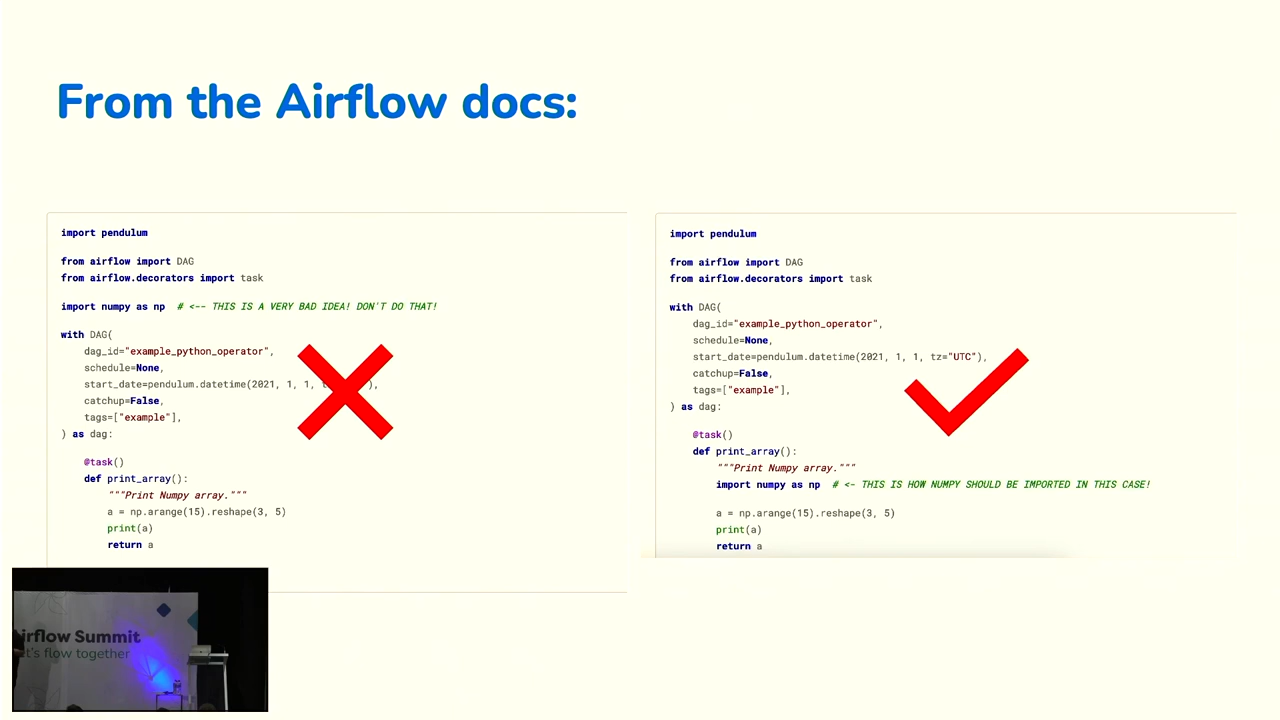 From the Airflow docs:
import pendulum
from airflow import DAG
from airflow.decorators import task
import numpy as np  # <-- THIS IS A VERY BAD IDEA! DON'T DO THAT!
with DAG(
    dag_id="example_python_operator",
    schedule=None,
    start_date=pendulum.datetime(2021, 1, 1, ),
    catchup=False,
    tags=["example"],
) as dag:
    @task()
    def print_array():
        """Print Numpy array."""
        a = np.arange(15).reshape(3, 5)
        print(a)
        return a
import pendulum
from airflow import DAG
from airflow.decorators import task
with DAG(
    dag_id="example_python_operator",
    schedule=None,
    start_date=pendulum.datetime(2021, 1, 1, tz="UTC"),
    catchup=False,
    tags=["example"],
) as dag:
    @task()
    def print_array():
        """Print Numpy array."""
        import numpy as np  # <- THIS IS HOW NUMPY SHOULD BE IMPORTED IN THIS CASE!
        a = np.arange(15).reshape(3, 5)
        print(a)
        return a
irflow Summit
t's flow together